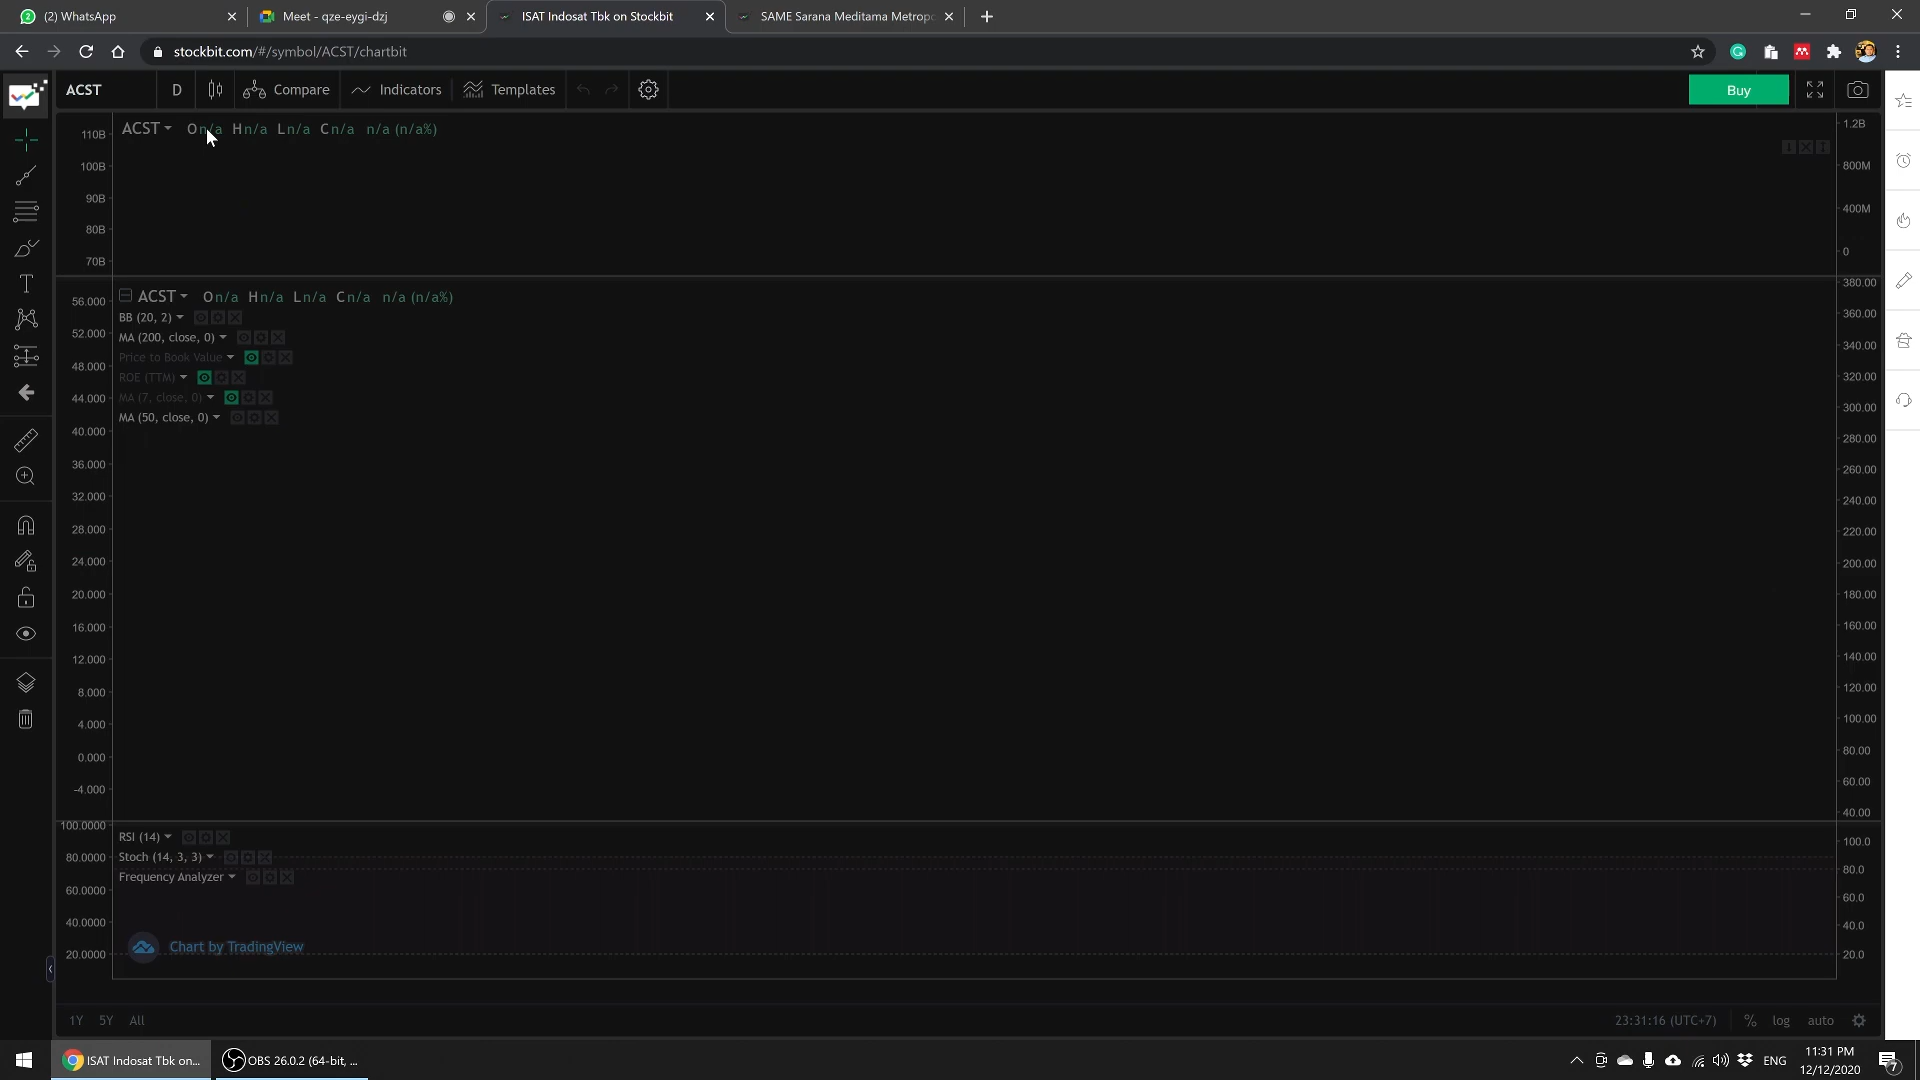 (2) WhatsApp
Meet - qze-eygi-dzj
ISAT Indosat Tbk on Stockbit
SAME Sarana Meditama Metropo
stockbit.com/#/symbol/ACST/chartbit
ACST
D
Compare
Indicators
Templates
Buy
ACST On/a Hn/a Ln/a Cn/a n/a (n/a%)
110B
100B
90B
80B
70B
1.2B
800M
400M
0
ACST On/a Hn/a Ln/a Cn/a n/a (n/a%)
BB (20, 2)
MA (200, close, 0)
Price to Book Value
ROE (TTM)
MA (7, close, 0)
MA (50, close, 0)
56.000
52.000
48.000
44.000
40.000
36.000
32.000
28.000
24.000
20.000
16.000
12.000
8.000
4.000
0.000
-4.000
380.00
360.00
340.00
320.00
300.00
280.00
260.00
240.00
220.00
200.00
180.00
160.00
140.00
120.00
100.00
80.00
60.00
40.00
100.0000
80.0000
60.0000
40.0000
20.0000
RSI (14)
Stoch (14, 3, 3)
Frequency Analyzer
Chart by TradingView
100.0
80.0
60.0
40.0
20.0
1Y 5Y All
23:31:16 (UTC+7) % log auto
ISAT Indosat Tbk on...
OBS 26.0.2 (64-bit, ...
ENG
11:31 PM
12/12/2020
7